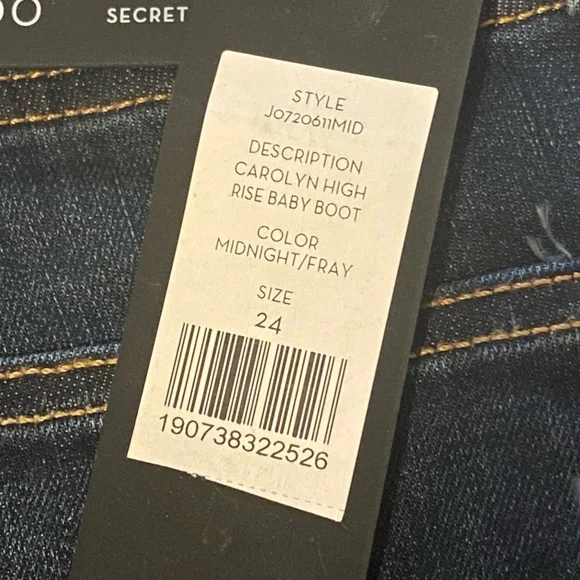 SECRET
STYLE
J0720611MID
DESCRIPTION
CAROLYN HIGH
RISE BABY BOOT
COLOR
MIDNIGHT/FRAY
SIZE
24
190738322526